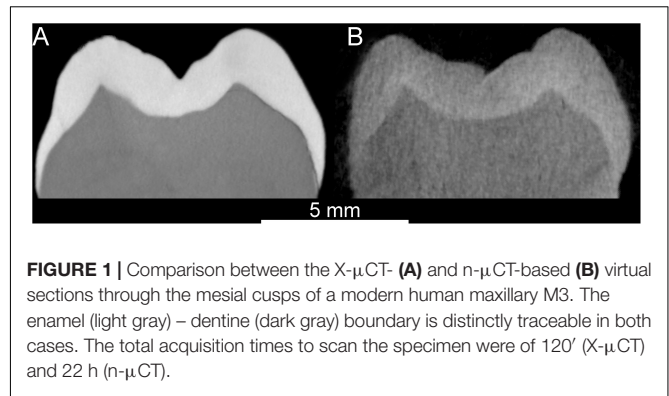 A
B
5 mm
FIGURE 1 | Comparison between the X-μCT- (A) and n-μCT-based (B) virtual
sections through the mesial cusps of a modern human maxillary M3. The
enamel (light gray) – dentine (dark gray) boundary is distinctly traceable in both
cases. The total acquisition times to scan the specimen were of 120′ (X-μCT)
and 22 h (n-μCT).